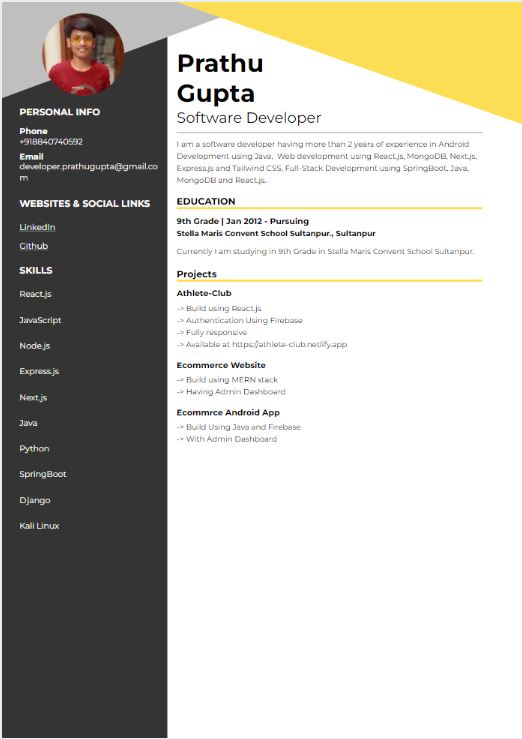 Prathu
Gupta
Software Developer
I am a software developer having more than 2 years of experience in Android
Development using Java, Web development using React.js, MongoDB, Next.js,
Express.js and Tailwind CSS, Full-Stack Development using SpringBoot, Java,
MongoDB and React.js.
EDUCATION
9th Grade | Jan 2012 - Pursuing
Stella Maris Convent School Sultanpur., Sultanpur
Currently I am studying in 9th Grade in Stella Maris Convent School Sultanpur.
Projects
Athlete-Club
-> Build using React.js
-> Authentication Using Firebase
-> Fully responsive
-> Available at https://athlete-club.netlify.app
Ecommerce Website
-> Build using MERN stack
-> Having Admin Dashboard
Ecommrce Android App
-> Build Using Java and Firebase
-> With Admin Dashboard
PERSONAL INFO
Phone
+918840740592
Email
developer.prathugupta@gmail.co
m
WEBSITES & SOCIAL LINKS
LinkedIn
Github
SKILLS
React.js
JavaScript
Node.js
Express.js
Next.js
Java
Python
SpringBoot
Django
Kali Linux